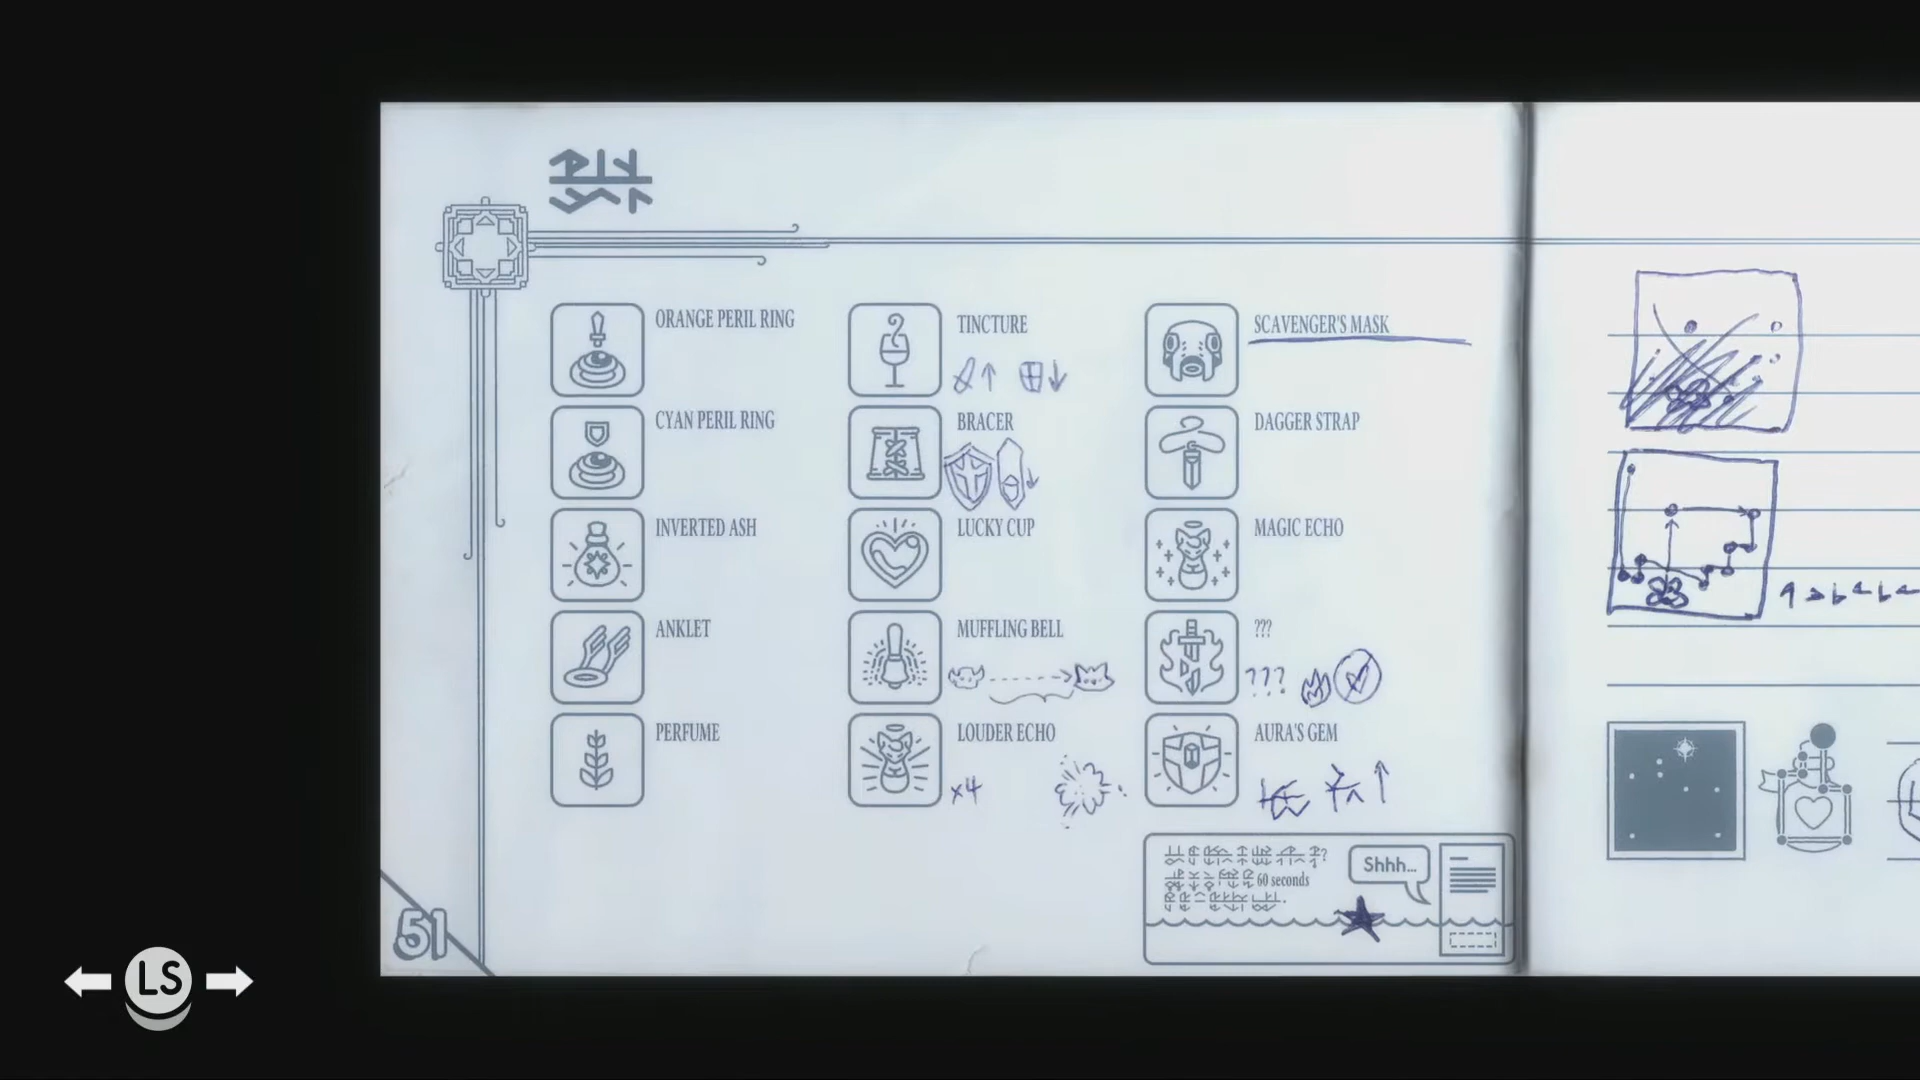 ORANGE PERIL RING
CYAN PERIL RING
INVERTED ASH
ANKLET
PERFUME
TINCTURE
BRACER
LUCKY CUP
MUFFLING BELL
LOUDER ECHO
x4
SCAVENGER'S MASK
DAGGER STRAP
MAGIC ECHO
???
???
AURA'S GEM
?
60 seconds
Shhh...
51
LS